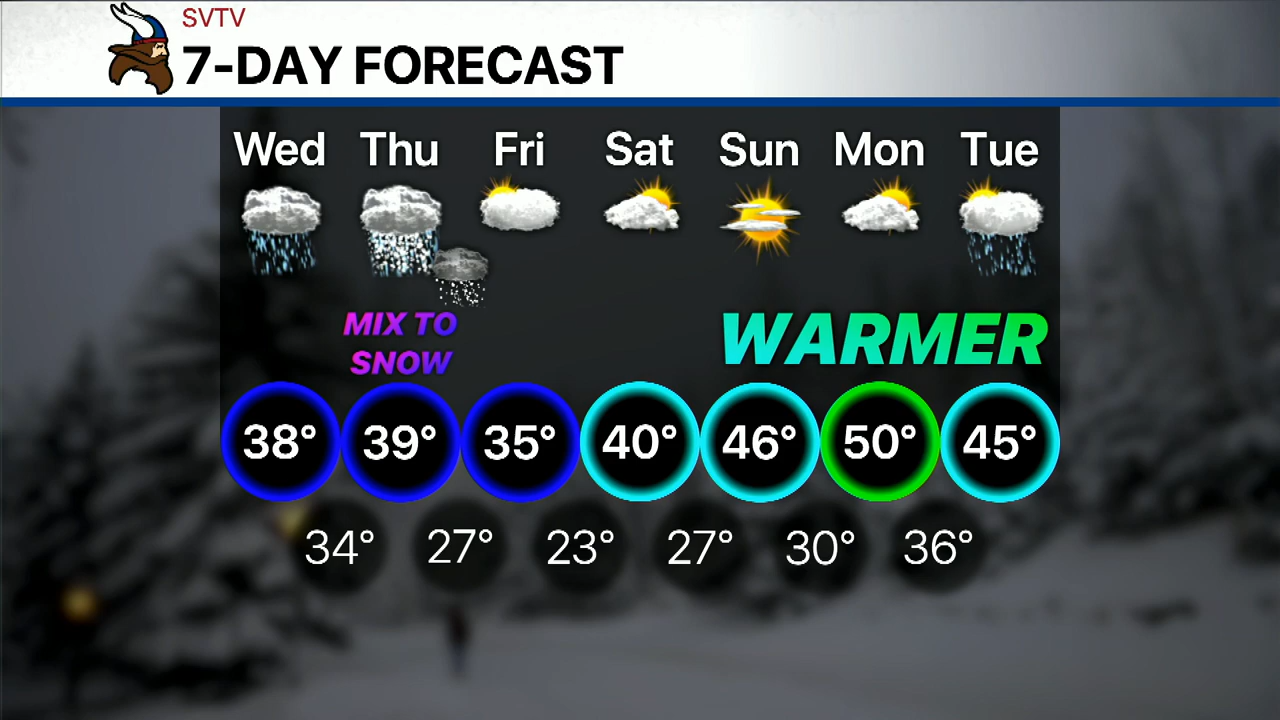 SVTV
7-DAY FORECAST
Wed Thu Fri Sat Sun Mon Tue
MIX TO
SNOW
WARMER
38° 39° 35° 40° 46° 50° 45°
34° 27° 23° 27° 30° 36°